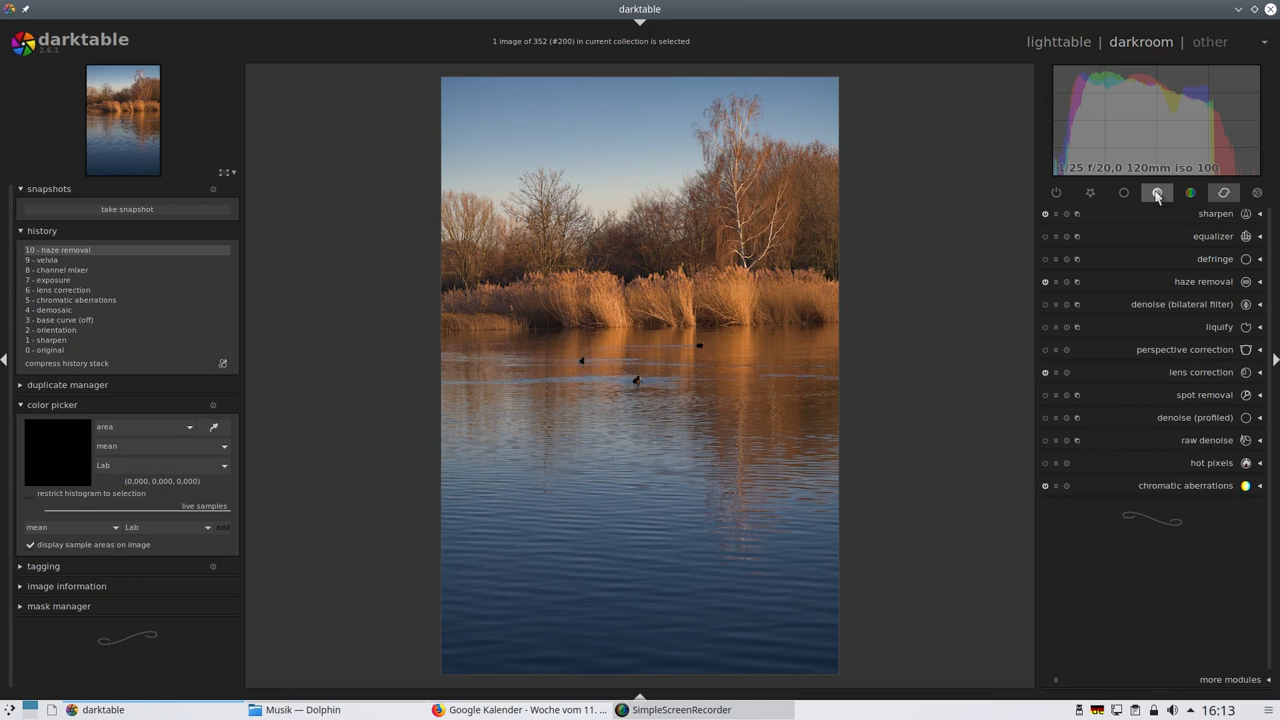 darktable
darktable
2.6.1
1 image of 352 (#200) in current collection is selected
lighttable | darkroom | other
1/25 f/20,0 120mm iso 100
snapshots
take snapshot
history
10 - haze removal
9 - velvia
8 - channel mixer
7 - exposure
6 - lens correction
5 - chromatic aberrations
4 - demosaic
3 - base curve (off)
2 - orientation
1 - sharpen
0 - original
compress history stack
duplicate manager
color picker
area
mean
Lab
(0,000, 0,000, 0,000)
restrict histogram to selection
live samples
mean Lab add
display sample areas on image
tagging
image information
mask manager
sharpen
equalizer
defringe
haze removal
denoise (bilateral filter)
liquify
perspective correction
lens correction
spot removal
denoise (profiled)
raw denoise
hot pixels
chromatic aberrations
more modules
darktable
Musik — Dolphin
Google Kalender - Woche vom 11. ...
SimpleScreenRecorder
16:13